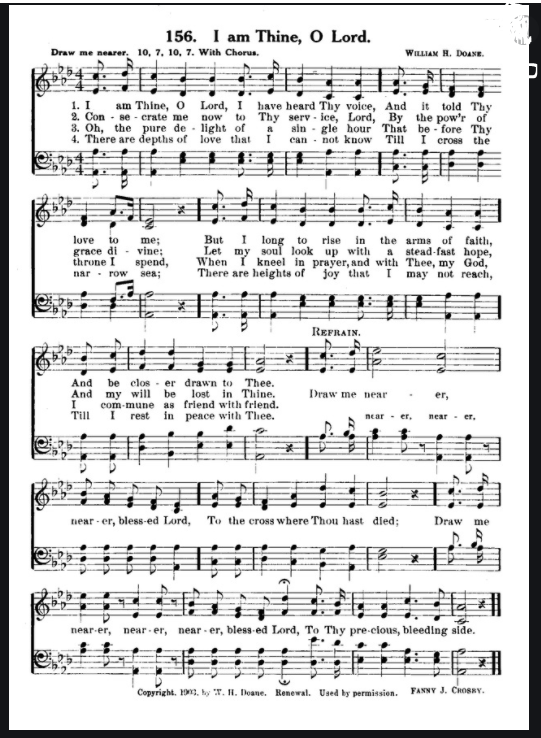 156. I am Thine, O Lord.
Draw me nearer. 10, 7, 10, 7. With Chorus.
WILLIAM H. DOANE.
1. I am Thine, O Lord, I have heard Thy voice, And it told Thy
2. Con - se - crate me now to Thy serv - ice, Lord, By the pow'r of
3. Oh, the pure de - light of a sin - gle hour That be - fore Thy
4. There are depths of love that I can - not know Till I cross the
love to me; But I long to rise in the arms of faith,
grace di - vine; Let my soul look up with a stead-fast hope,
throne I spend, When I kneel in prayer, and with Thee, my God,
nar - row sea; There are heights of joy that I may not reach,
REFRAIN.
And be clos - er drawn to Thee.
And my will be lost in Thine. Draw me near - er,
I com-mune as friend with friend.
Till I rest in peace with Thee. near - er, near - er,
near - er, bless-ed Lord, To the cross where Thou hast died; Draw me
near-er, near - er, near - er, bless-ed Lord, To Thy pre-cious, bleeding side.
Copyright, 1903, by W. H. Doane. Renewal. Used by permission.
FANNY J. CROSBY.